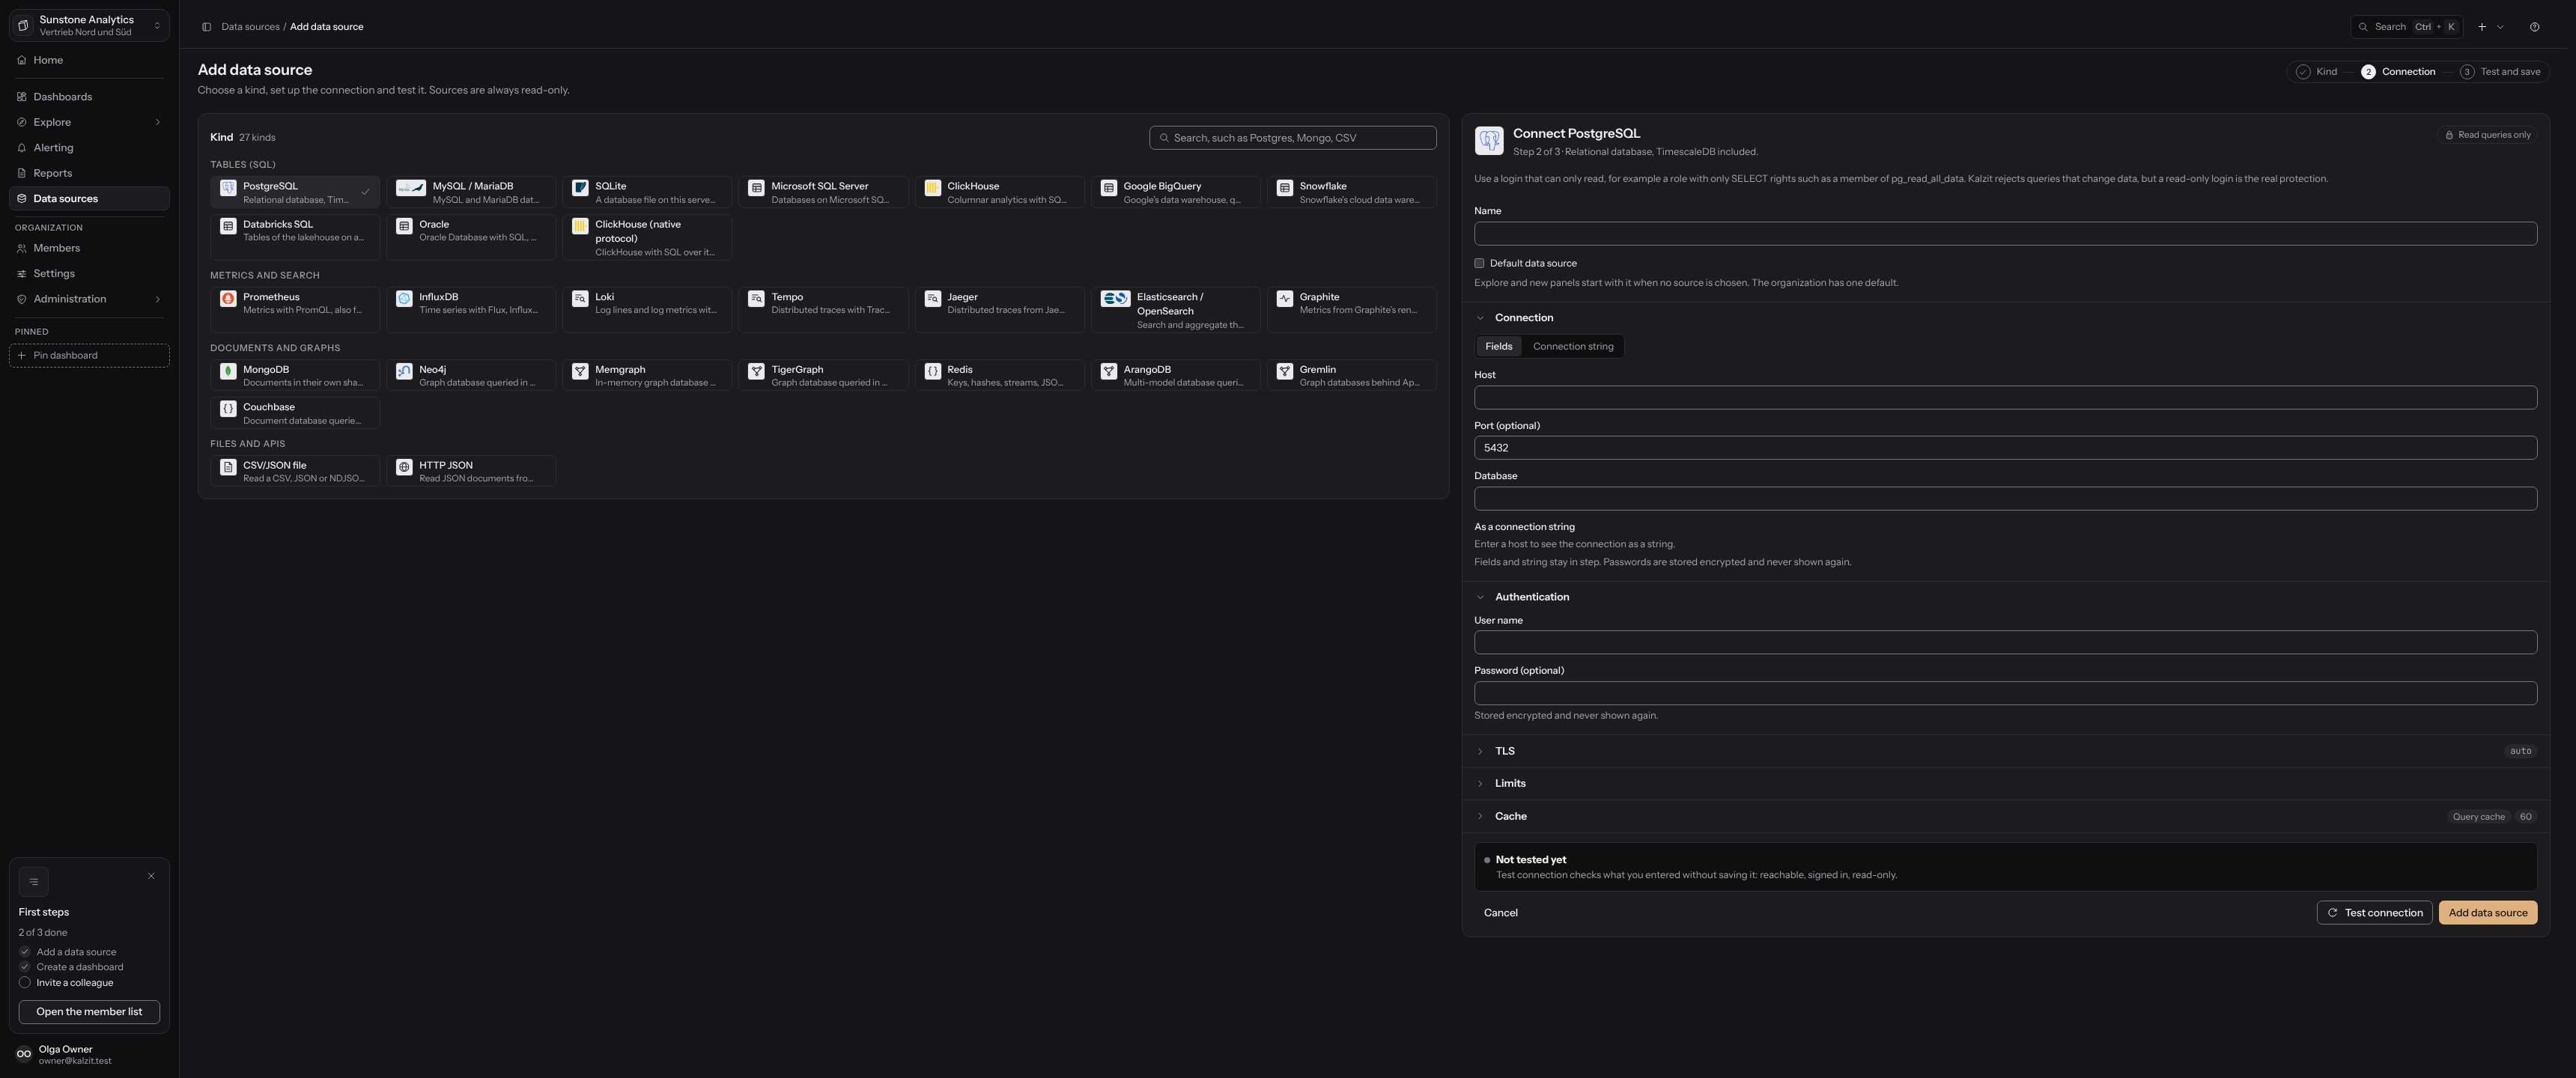 Sunstone Analytics
Vertrieb Nord und Süd
Home
Dashboards
Explore
Alerting
Reports
Data sources
ORGANIZATION
Members
Settings
Administration
PINNED
Pin dashboard
First steps
2 of 3 done
Add a data source
Create a dashboard
Invite a colleague
Open the member list
OO
Olga Owner
owner@kalzit.test
Data sources / Add data source
Search Ctrl + K
Add data source
Choose a kind, set up the connection and test it. Sources are always read-only.
Kind
2 Connection
3 Test and save
Kind 27 kinds
Search, such as Postgres, Mongo, CSV
TABLES (SQL)
PostgreSQL
Relational database, Tim…
MySQL / MariaDB
MySQL and MariaDB dat…
SQLite
A database file on this serve…
Microsoft SQL Server
Databases on Microsoft SQ…
ClickHouse
Columnar analytics with SQ…
Google BigQuery
Google's data warehouse, q…
Snowflake
Snowflake's cloud data ware…
Databricks SQL
Tables of the lakehouse on a…
Oracle
Oracle Database with SQL, …
ClickHouse (native
protocol)
ClickHouse with SQL over it…
METRICS AND SEARCH
Prometheus
Metrics with PromQL, also f…
InfluxDB
Time series with Flux, Influx…
Loki
Log lines and log metrics wit…
Tempo
Distributed traces with Trac…
Jaeger
Distributed traces from Jae…
Elasticsearch /
OpenSearch
Search and aggregate th…
Graphite
Metrics from Graphite's ren…
DOCUMENTS AND GRAPHS
MongoDB
Documents in their own sha…
Neo4j
Graph database queried in …
Memgraph
In-memory graph database …
TigerGraph
Graph database queried in …
Redis
Keys, hashes, streams, JSO…
ArangoDB
Multi-model database queri…
Gremlin
Graph databases behind Ap…
Couchbase
Document database querie…
FILES AND APIS
CSV/JSON file
Read a CSV, JSON or NDJSO…
HTTP JSON
Read JSON documents fro…
Connect PostgreSQL
Step 2 of 3 · Relational database, TimescaleDB included.
Read queries only
Use a login that can only read, for example a role with only SELECT rights such as a member of pg_read_all_data. Kalzit rejects queries that change data, but a read-only login is the real protection.
Name
Default data source
Explore and new panels start with it when no source is chosen. The organization has one default.
Connection
Fields
Connection string
Host
Port (optional)
5432
Database
As a connection string
Enter a host to see the connection as a string.
Fields and string stay in step. Passwords are stored encrypted and never shown again.
Authentication
User name
Password (optional)
Stored encrypted and never shown again.
TLS
auto
Limits
Cache
Query cache 60
Not tested yet
Test connection checks what you entered without saving it: reachable, signed in, read-only.
Cancel
Test connection
Add data source